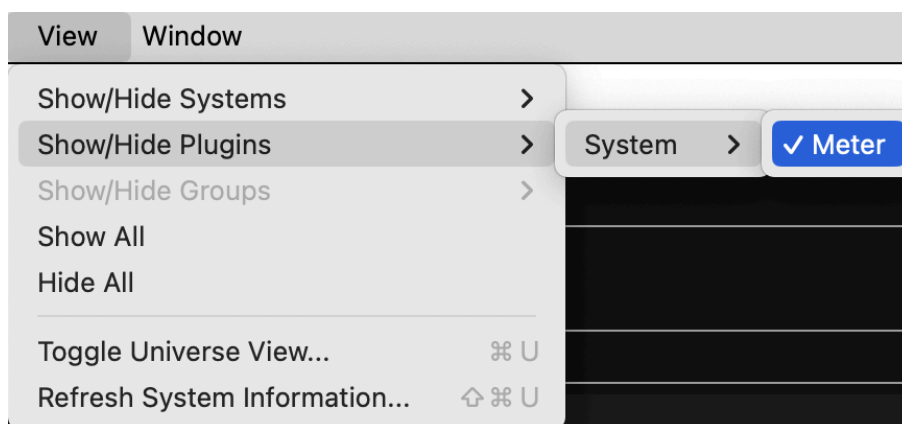 View Window
Show/Hide Systems
Show/Hide Plugins System ✓ Meter
Show/Hide Groups
Show All
Hide All
Toggle Universe View... ⌘ U
Refresh System Information... ⇧ ⌘ U